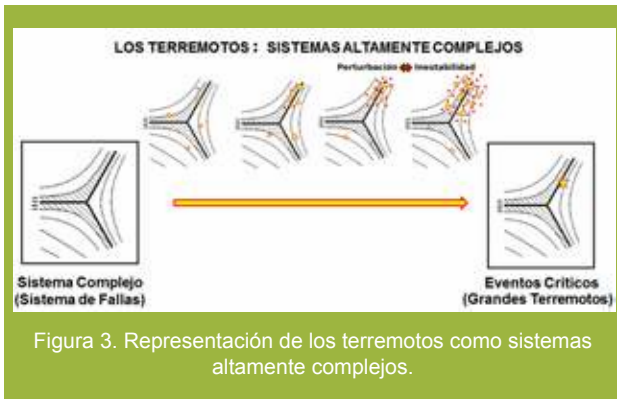 LOS TERREMOTOS : SISTEMAS ALTAMENTE COMPLEJOS
Perturbación Inestabilidad
Sistema Complejo
(Sistema de Fallas)
Eventos Críticos
(Grandes Terremotos)
Figura 3. Representación de los terremotos como sistemas
altamente complejos.